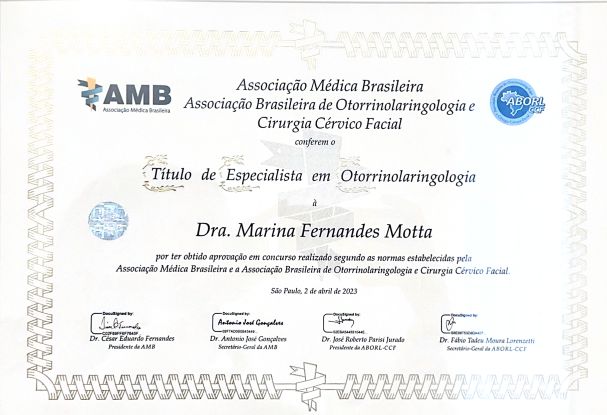 AMB
Associação Médica Brasileira
Associação Médica Brasileira
Associação Brasileira de Otorrinolaringologia e
Cirurgia Cérvico Facial
ABORL
CCF
conferem o
Título de Especialista em Otorrinolaringologia
à
Dra. Marina Fernandes Motta
por ter obtido aprovação em concurso realizado segundo as normas estabelecidas pela
Associação Médica Brasileira e a Associação Brasileira de Otorrinolaringologia e Cirurgia Cérvico Facial.
São Paulo, 2 de abril de 2023
DocuSigned by:
DocuSigned by:
Antonio José Gonçalves
DocuSigned by:
DocuSigned by:
Dr. César Eduardo Fernandes
Presidente da AMB
Dr. Antonio José Gonçalves
Secretário-Geral da AMB
Dr. José Roberto Parisi Jurado
Presidente da ABORL-CCF
Dr. Fábio Tadeu Moura Lorenzetti
Secretário-Geral da ABORL-CCF